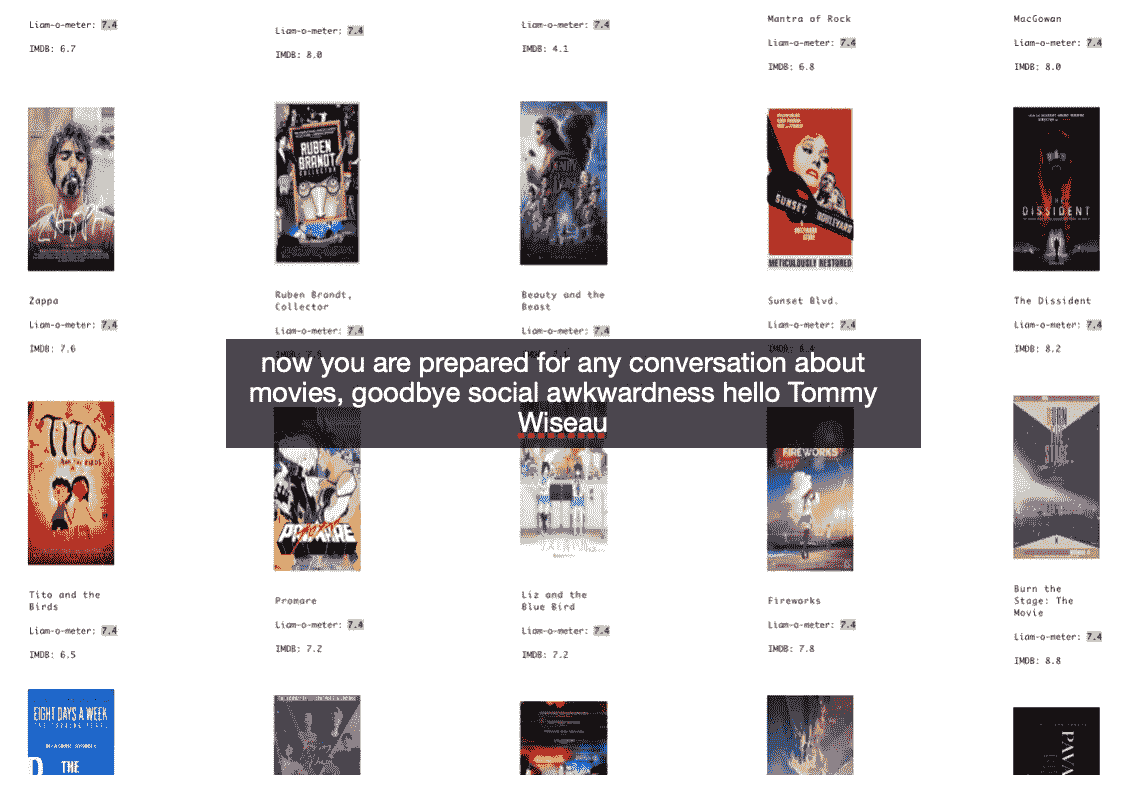 Liam-o-meter: 7.4
IMDB: 6.7
Liam-o-meter: 7.4
IMDB: 8.0
Liam-o-meter: 7.4
IMDB: 4.1
Mantra of Rock
Liam-o-meter: 7.4
IMDB: 6.8
MacGowan
Liam-o-meter: 7.4
IMDB: 8.0
ZAPPA
RUBEN
BRANDT
COLLECTOR
SUNSET BOULEVARD
METICULOUSLY RESTORED
DISSIDENT
Zappa
Liam-o-meter: 7.4
IMDB: 7.6
Ruben Brandt,
Collector
Liam-o-meter: 7.4
Beauty and the
Beast
Liam-o-meter: 7.4
Sunset Blvd.
Liam-o-meter: 7.4
The Dissident
Liam-o-meter: 7.4
IMDB: 8.2
now you are prepared for any conversation about
movies, goodbye social awkwardness hello Tommy
Wiseau
TITO
AND THE BIRDS
PROMARE
FIREWORKS
BURN
THE
STAGE
Tito and the
Birds
Liam-o-meter: 7.4
IMDB: 6.5
Promare
Liam-o-meter: 7.4
IMDB: 7.2
Liz and the
Blue Bird
Liam-o-meter: 7.4
IMDB: 7.2
Fireworks
Liam-o-meter: 7.4
IMDB: 7.8
Burn the
Stage: The
Movie
Liam-o-meter: 7.4
IMDB: 8.8
EIGHT DAYS A WEEK
THE
PAVA